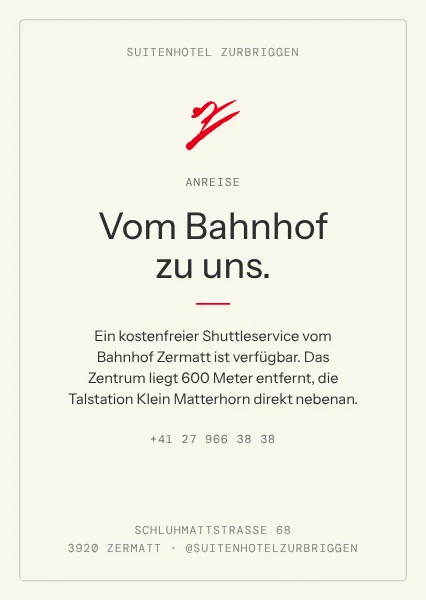 SUITENHOTEL ZURBRIGGEN
ANREISE
Vom Bahnhof
zu uns.
Ein kostenfreier Shuttleservice vom
Bahnhof Zermatt ist verfügbar. Das
Zentrum liegt 600 Meter entfernt, die
Talstation Klein Matterhorn direkt nebenan.
+41 27 966 38 38
SCHLUHMATTSTRASSE 68
3920 ZERMATT · @SUITENHOTELZURBRIGGEN